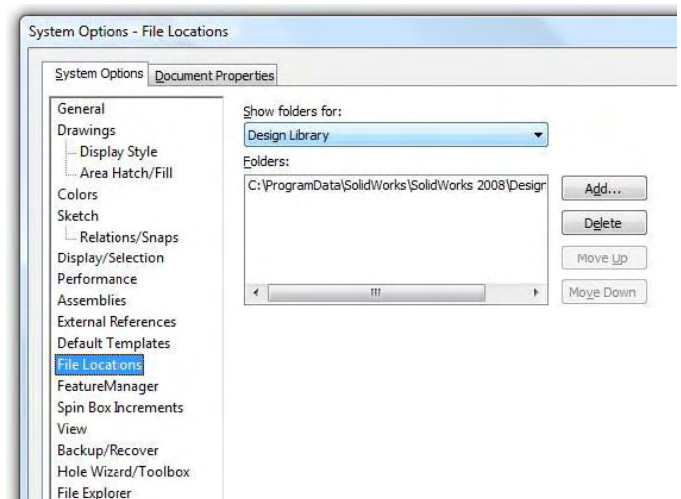 System Options - File Locations
System Options
Document Properties
General
Drawings
Display Style
Area Hatch/Fill
Colors
Sketch
Relations/Snaps
Display/Selection
Performance
Assemblies
External References
Default Templates
File Locations
FeatureManager
Spin Box Increments
View
Backup/Recover
Hole Wizard/Toolbox
File Explorer
Show folders for:
Design Library
Folders:
C:\ProgramData\SolidWorks\SolidWorks 2008\Design
Add...
Delete
Move Up
Move Down